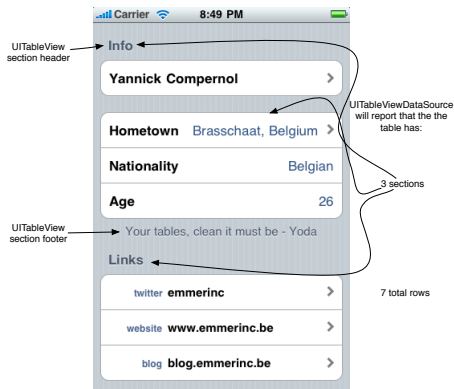 Carrier 8:49 PM
UITableView
section header
Info
Yannick Compernol
UITableViewDataSource
will report that the the
table has:
Hometown Brasschaat, Belgium
Nationality Belgian
3 sections
Age 26
UITableView
section footer
Your tables, clean it must be - Yoda
Links
7 total rows
twitter emmerinc
website www.emmerinc.be
blog blog.emmerinc.be